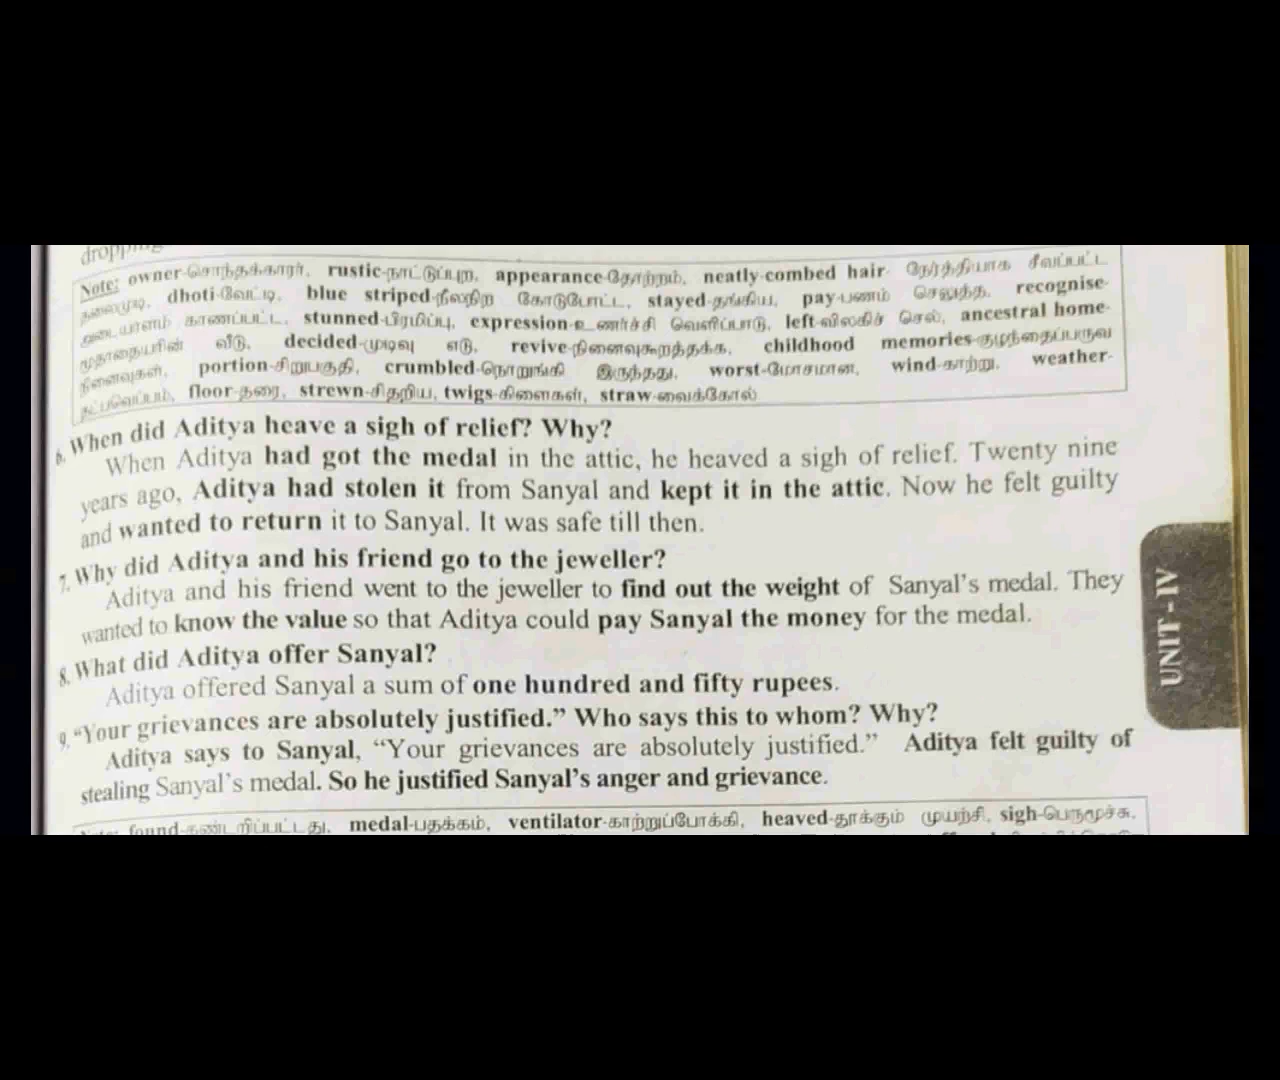 dropping
Note: owner-சொந்தக்காரர், rustic-நாட்டுப்புற, appearance-தோற்றம், neatly-combed hair- நேர்த்தியாக சீவப்பட்ட
தலைமுடி, dhoti-வேட்டி, blue striped-நீலநிற கோடுபோட்ட, stayed-தங்கிய, pay-பணம் செலுத்த, recognise-
அடையாளம் காணப்பட்ட, stunned-பிரமிப்பு, expression-உணர்ச்சி வெளிப்பாடு, left-விலகிச் செல், ancestral home-
மூதாதையரின் வீடு, decided-முடிவு எடு, revive-நினைவுகூறத்தக்க, childhood memories-குழந்தைப்பருவ
நினைவுகள், portion-சிறுபகுதி, crumbled-நொறுங்கி இருந்தது, worst-மோசமான, wind-காற்று, weather-
தட்பவெப்பம், floor-தரை, strewn-சிதறிய, twigs-கிளைகள், straw-வைக்கோல்
6. When did Aditya heave a sigh of relief? Why?
When Aditya had got the medal in the attic, he heaved a sigh of relief. Twenty nine
years ago, Aditya had stolen it from Sanyal and kept it in the attic. Now he felt guilty
and wanted to return it to Sanyal. It was safe till then.
7. Why did Aditya and his friend go to the jeweller?
Aditya and his friend went to the jeweller to find out the weight of Sanyal's medal. They
wanted to know the value so that Aditya could pay Sanyal the money for the medal.
8. What did Aditya offer Sanyal?
Aditya offered Sanyal a sum of one hundred and fifty rupees.
9. “Your grievances are absolutely justified.” Who says this to whom? Why?
Aditya says to Sanyal, “Your grievances are absolutely justified.” Aditya felt guilty of
stealing Sanyal's medal. So he justified Sanyal's anger and grievance.
Note: found-கண்டறியப்பட்டது, medal-பதக்கம், ventilator-காற்றுப்போக்கி, heaved-தூக்கும் முயற்சி, sigh-பெருமூச்சு,
UNIT - IV